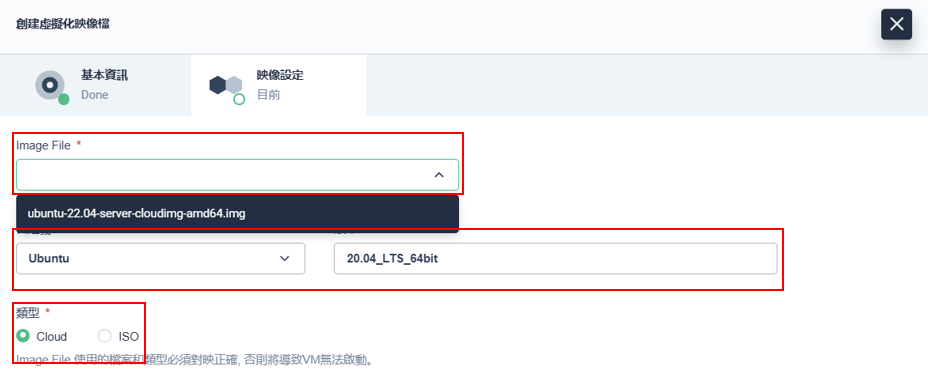 創建虛擬化映像檔
基本資訊
Done
映像設定
目前
Image File *
ubuntu-22.04-server-cloudimg-amd64.img
Ubuntu
20.04_LTS_64bit
類型 *
Cloud
ISO
Image File 使用的檔案和類型必須對映正確, 否則將導致VM無法啟動。